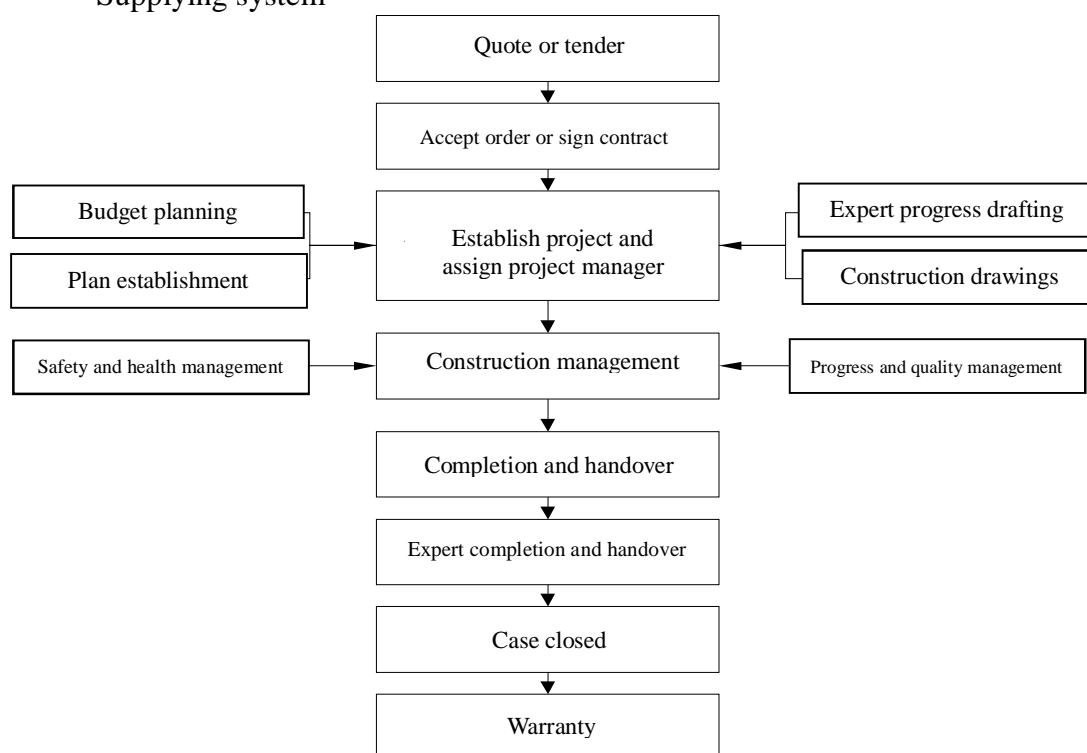 Supplying system
Quote or tender
Accept order or sign contract
Budget planning
Plan establishment
Establish project and
assign project manager
Expert progress drafting
Construction drawings
Safety and health management
Construction management
Progress and quality management
Completion and handover
Expert completion and handover
Case closed
Warranty